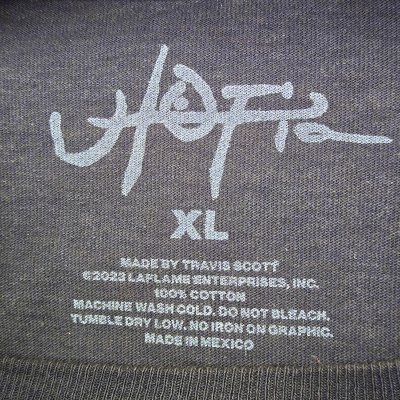 UTOPIA
XL
MADE BY TRAVIS SCOTT
©2023 LAFLAME ENTERPRISES, INC.
100% COTTON
MACHINE WASH COLD. DO NOT BLEACH.
TUMBLE DRY LOW. NO IRON ON GRAPHIC.
MADE IN MEXICO